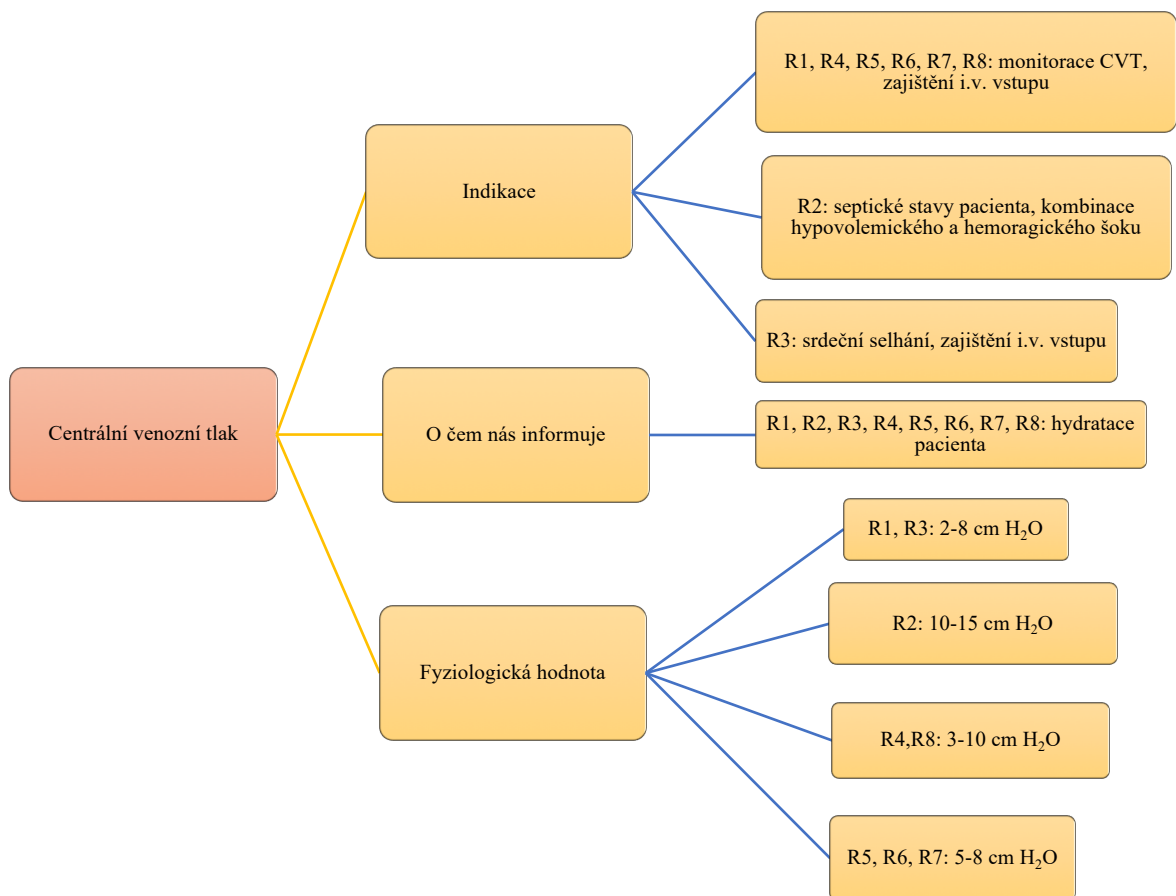 Centrální venozní tlak
Indikace
R1, R4, R5, R6, R7, R8: monitorace CVT,
zajištění i.v. vstupu
R2: septické stavy pacienta, kombinace
hypovolemického a hemoragického šoku
R3: srdeční selhání, zajištění i.v. vstupu
O čem nás informuje
R1, R2, R3, R4, R5, R6, R7, R8: hydratace
pacienta
Fyziologická hodnota
R1, R3: 2-8 cm H₂O
R2: 10-15 cm H₂O
R4,R8: 3-10 cm H₂O
R5, R6, R7: 5-8 cm H₂O